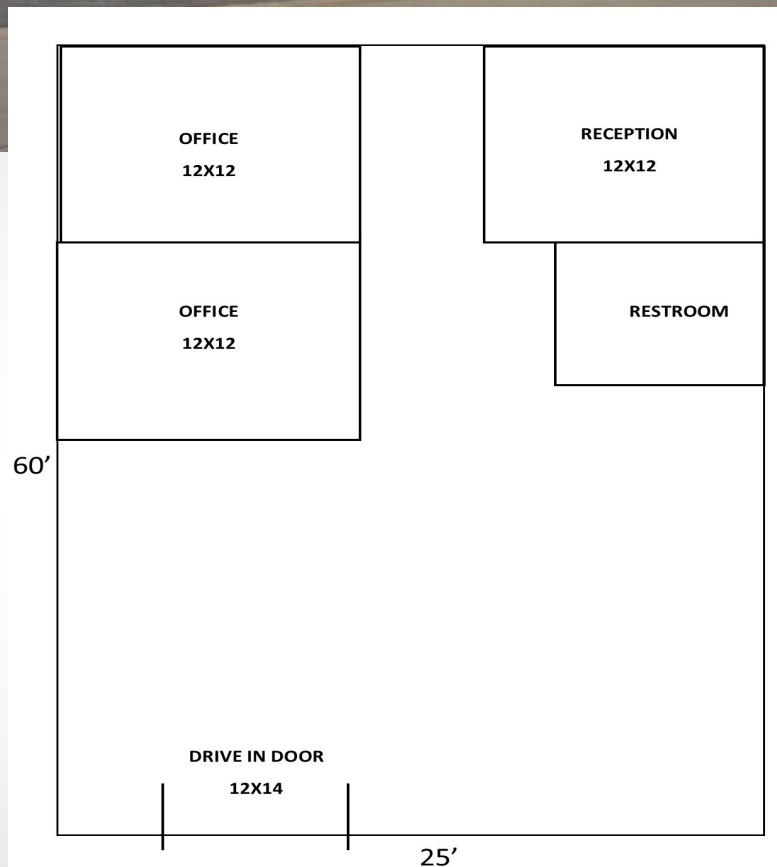 OFFICE
12X12
RECEPTION
12X12
OFFICE
12X12
RESTROOM
60’
DRIVE IN DOOR
12X14
25’